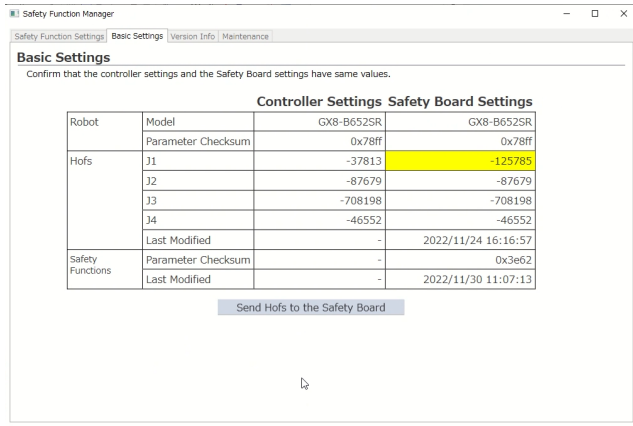 Safety Function Manager
Safety Function Settings Basic Settings Version Info Maintenance
Basic Settings
Confirm that the controller settings and the Safety Board settings have same values.
Controller Settings Safety Board Settings
Robot Model GX8-B652SR GX8-B652SR
Parameter Checksum 0x78ff 0x78ff
Hofs J1 -37813 -125785
J2 -87679 -87679
J3 -708198 -708198
J4 -46552 -46552
Last Modified - 2022/11/24 16:16:57
Safety Functions Parameter Checksum - 0x3e62
Last Modified - 2022/11/30 11:07:13
Send Hofs to the Safety Board